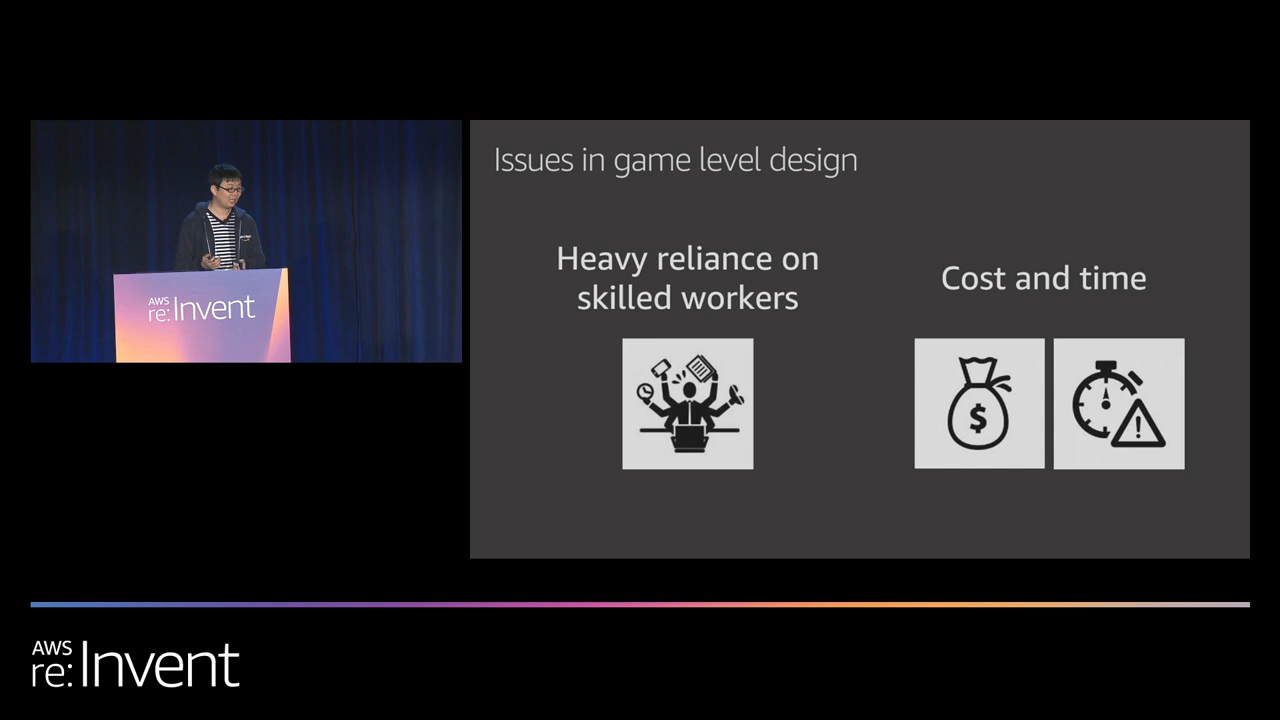 Issues in game level design
Heavy reliance on
skilled workers
Cost and time
$
!
AWS
re:Invent
AWS
re:Invent